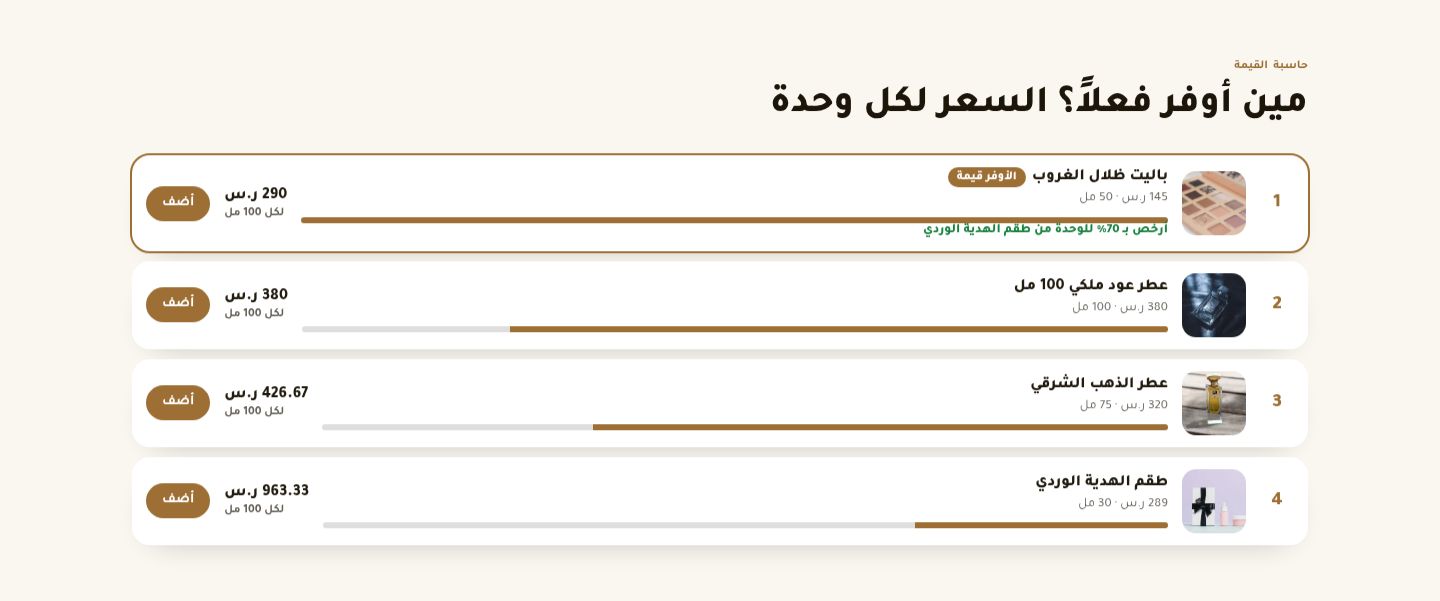 حاسبة القيمة
مين أوفر فعلاً؟ السعر لكل وحدة
1
باليت ظلال الغروب الأوفر قيمة
145 ر.س · 50 مل
أرخص بـ 70% للوحدة من طقم الهدية الوردي
290 ر.س
لكل 100 مل
أضف
2
عطر عود ملكي 100 مل
380 ر.س · 100 مل
380 ر.س
لكل 100 مل
أضف
3
عطر الذهب الشرقي
320 ر.س · 75 مل
426.67 ر.س
لكل 100 مل
أضف
4
طقم الهدية الوردي
289 ر.س · 30 مل
963.33 ر.س
لكل 100 مل
أضف